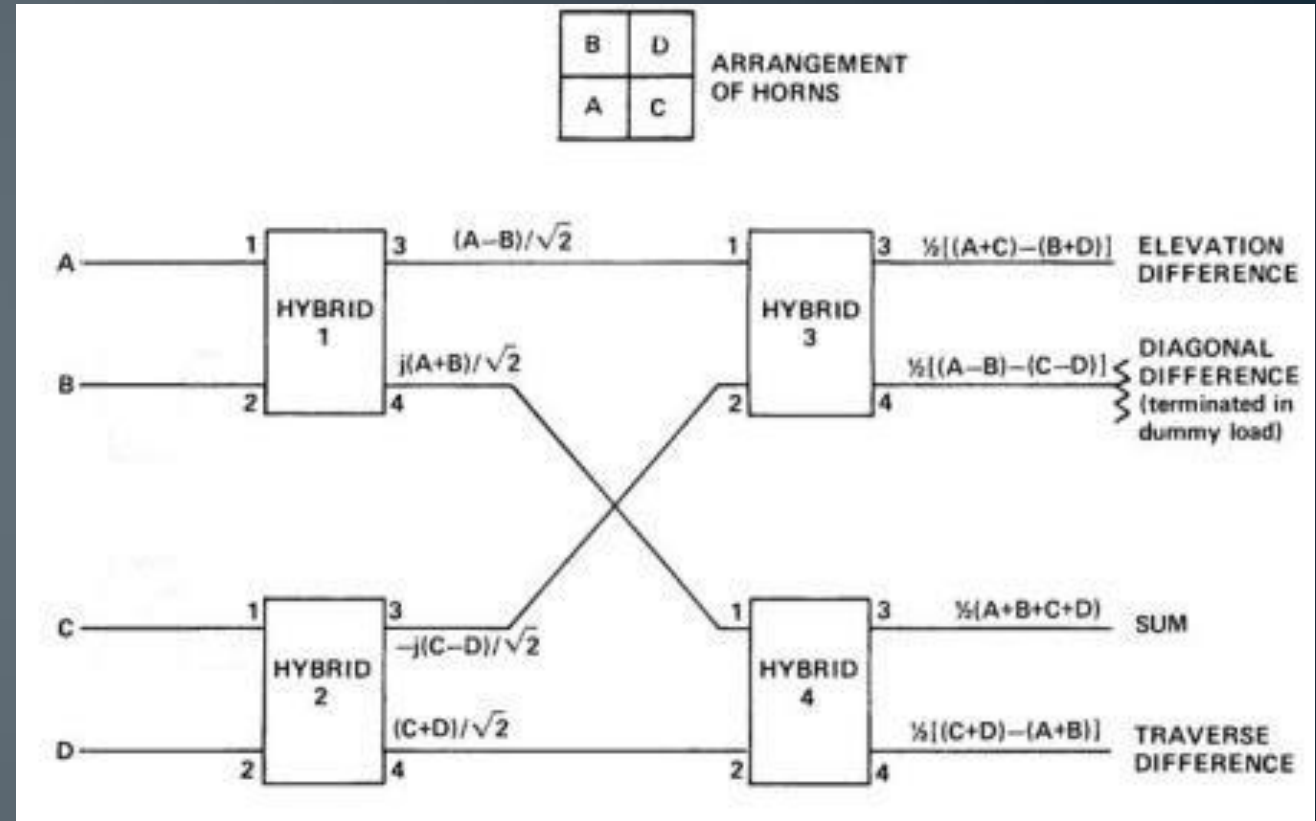 B D
ARRANGEMENT
OF HORNS
A C
1 3 (A−B)/√2 1 3 ½[(A+C)−(B+D)] ELEVATION
DIFFERENCE
A
HYBRID
1
HYBRID
3
B
j(A+B)/√2
½[(A−B)−(C−D)]
DIAGONAL
DIFFERENCE
(terminated in
dummy load)
2 4 2 4
1 3 1 3 ½(A+B+C+D)
C
SUM
−j(C−D)/√2
HYBRID
2
HYBRID
4
D
(C+D)/√2
½[(C+D)−(A+B)]
TRAVERSE
DIFFERENCE
2 4 2 4